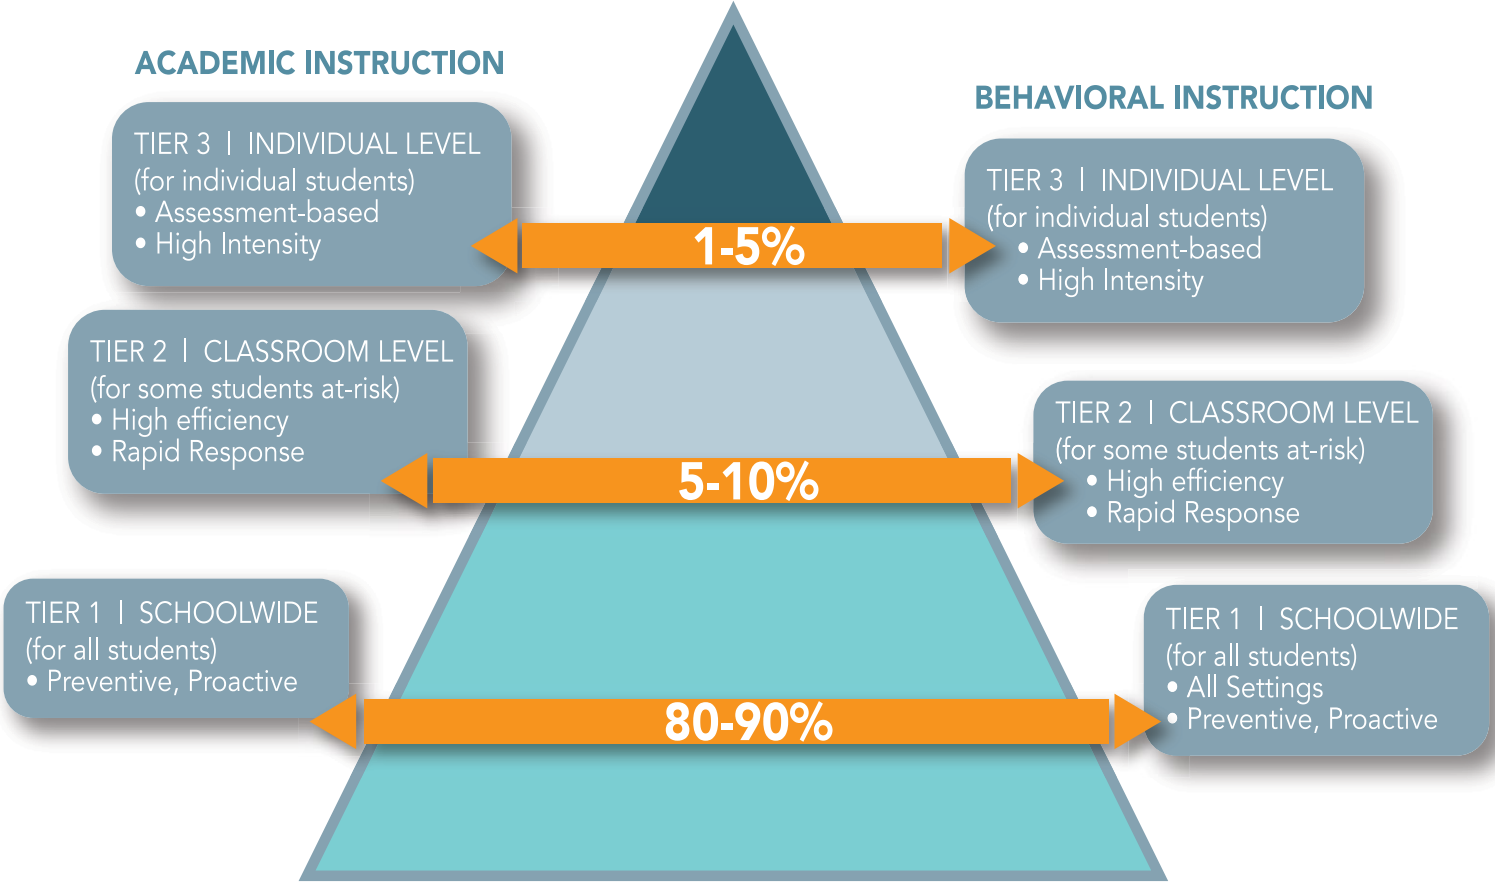 ACADEMIC INSTRUCTION
TIER 3 | INDIVIDUAL LEVEL
(for individual students)
• Assessment-based
• High Intensity
TIER 2 | CLASSROOM LEVEL
(for some students at-risk)
• High efficiency
• Rapid Response
TIER 1 | SCHOOLWIDE
(for all students)
• Preventive, Proactive
1-5%
5-10%
80-90%
BEHAVIORAL INSTRUCTION
TIER 3 | INDIVIDUAL LEVEL
(for individual students)
• Assessment-based
• High Intensity
TIER 2 | CLASSROOM LEVEL
(for some students at-risk)
• High efficiency
• Rapid Response
TIER 1 | SCHOOLWIDE
(for all students)
• All Settings
• Preventive, Proactive